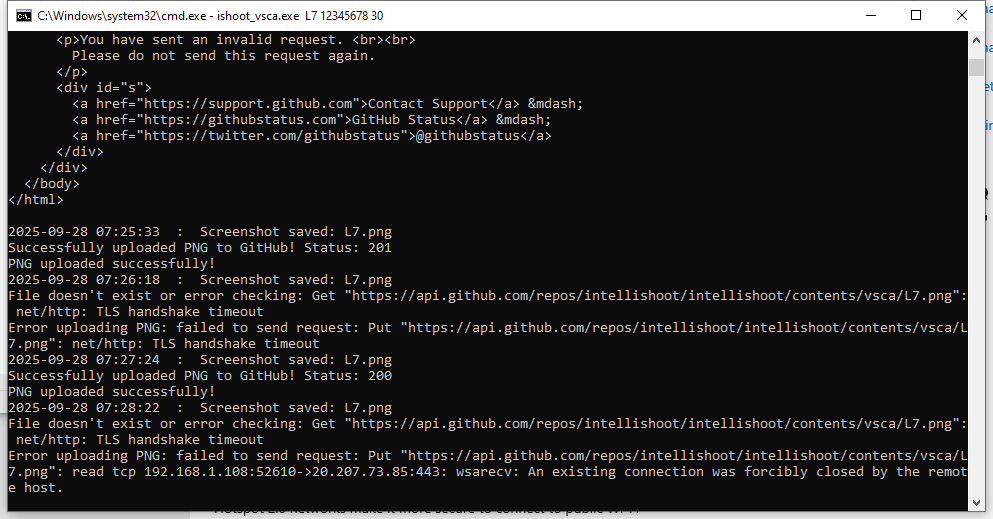 C:\Windows\system32\cmd.exe - ishoot_vsca.exe  L7 12345678 30
      <p>You have sent an invalid request. <br><br>
        Please do not send this request again.
      </p>
      <div id="s">
        <a href="https://support.github.com">Contact Support</a> &mdash;
        <a href="https://githubstatus.com">GitHub Status</a> &mdash;
        <a href="https://twitter.com/githubstatus">@githubstatus</a>
      </div>
    </div>
  </body>
</html>
2025-09-28 07:25:33  :  Screenshot saved: L7.png
Successfully uploaded PNG to GitHub! Status: 201
PNG uploaded successfully!
2025-09-28 07:26:18  :  Screenshot saved: L7.png
File doesn't exist or error checking: Get "https://api.github.com/repos/intellishoot/intellishoot/contents/vsca/L7.png":
 net/http: TLS handshake timeout
Error uploading PNG: failed to send request: Put "https://api.github.com/repos/intellishoot/intellishoot/contents/vsca/L
7.png": net/http: TLS handshake timeout
2025-09-28 07:27:24  :  Screenshot saved: L7.png
Successfully uploaded PNG to GitHub! Status: 200
PNG uploaded successfully!
2025-09-28 07:28:22  :  Screenshot saved: L7.png
File doesn't exist or error checking: Get "https://api.github.com/repos/intellishoot/intellishoot/contents/vsca/L7.png":
 net/http: TLS handshake timeout
Error uploading PNG: failed to send request: Put "https://api.github.com/repos/intellishoot/intellishoot/contents/vsca/L
7.png": read tcp 192.168.1.108:52610->20.207.73.85:443: wsarecv: An existing connection was forcibly closed by the remot
e host.